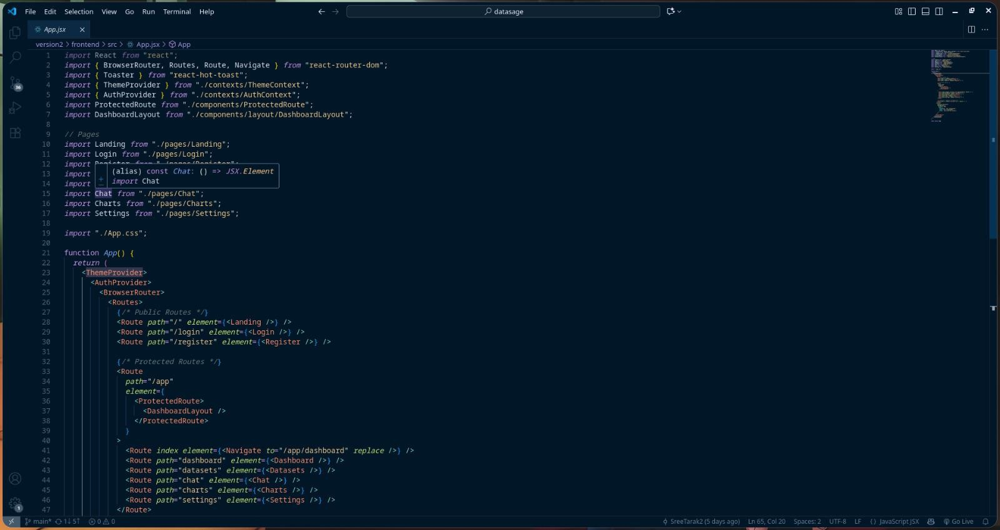 File Edit Selection View Go Run Terminal Help
datasage
App.jsx
version2 > frontend > src > App.jsx > App
1 import React from "react";
2 import { BrowserRouter, Routes, Route, Navigate } from "react-router-dom";
3 import { Toaster } from "react-hot-toast";
4 import { ThemeProvider } from "./contexts/ThemeContext";
5 import { AuthProvider } from "./contexts/AuthContext";
6 import ProtectedRoute from "./components/ProtectedRoute";
7 import DashboardLayout from "./components/layout/DashboardLayout";
8
9 // Pages
10 import Landing from "./pages/Landing";
11 import Login from "./pages/Login";
12 import Register from "./pages/Register";
13 import
(alias) const Chat: () => JSX.Element
14 import
import Chat
15 import Chat from "./pages/Chat";
16 import Charts from "./pages/Charts";
17 import Settings from "./pages/Settings";
18
19 import "./App.css";
20
21 function App() {
22 return (
23 <ThemeProvider>
24 <AuthProvider>
25 <BrowserRouter>
26 <Routes>
27 {/* Public Routes */}
28 <Route path="/" element={<Landing />} />
29 <Route path="/login" element={<Login />} />
30 <Route path="/register" element={<Register />} />
31
32 {/* Protected Routes */}
33 <Route
34 path="/app"
35 element={
36 <ProtectedRoute>
37 <DashboardLayout />
38 </ProtectedRoute>
39 }
40 >
41 <Route index element={<Navigate to="/app/dashboard" replace />} />
42 <Route path="dashboard" element={<Dashboard />} />
43 <Route path="datasets" element={<Datasets />} />
44 <Route path="chat" element={<Chat />} />
45 <Route path="charts" element={<Charts />} />
46 <Route path="settings" element={<Settings />} />
47 </Route>
36
1
main* 1↓ 5↑ 0 0 SreeTarak2 (5 days ago) Ln 65, Col 20 Spaces: 2 UTF-8 LF {} JavaScript JSX Go Live